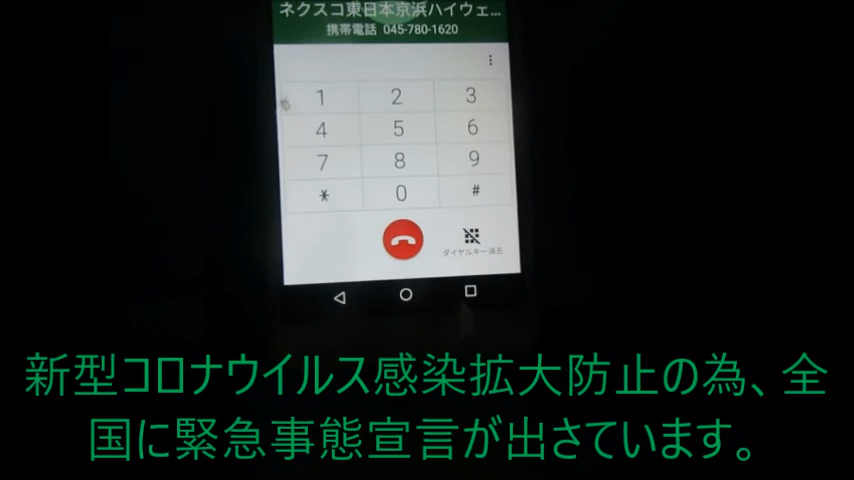 ネクスコ東日本京浜ハイウェ...
携帯電話 045-780-1620
1 2 3
4 5 6
7 8 9
* 0 #
ダイヤルキー消去
新型コロナウイルス感染拡大防止の為、全
国に緊急事態宣言が出さています。